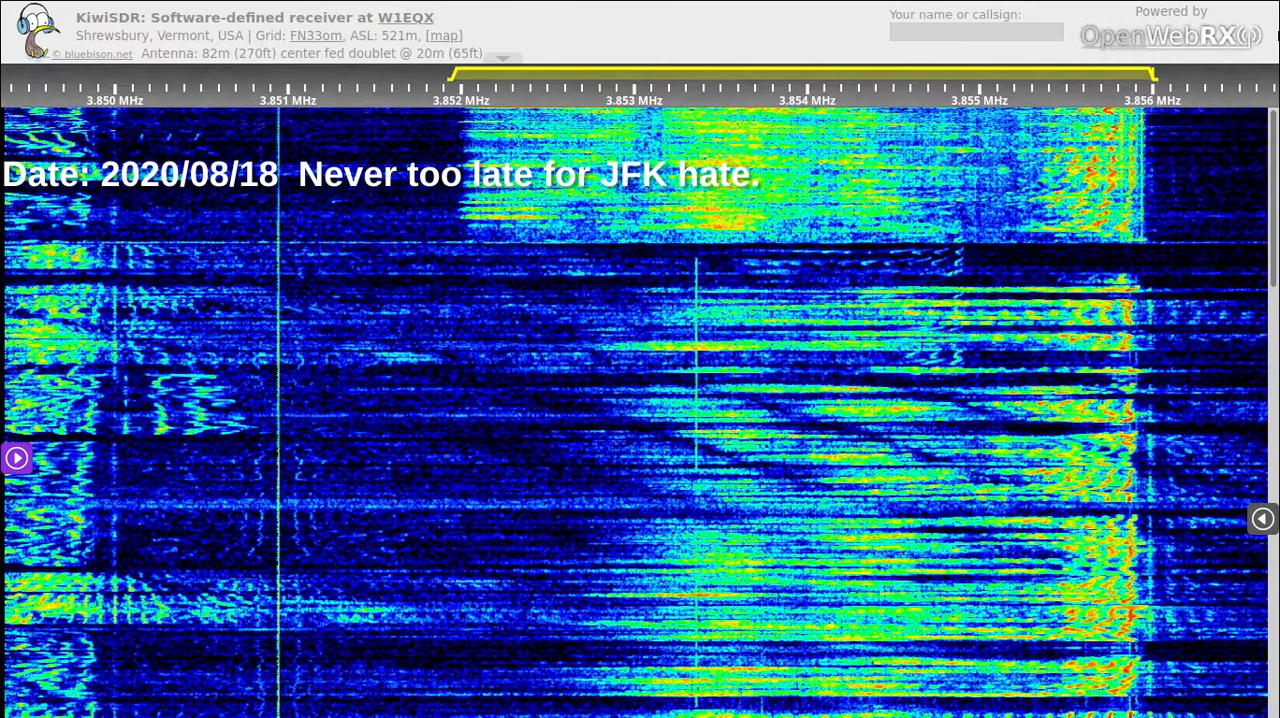 KiwiSDR: Software-defined receiver at W1EQX
Shrewsbury, Vermont, USA | Grid: FN33om, ASL: 521m, [map]
© bluebison.net Antenna: 82m (270ft) center fed doublet @ 20m (65ft)
Your name or callsign:
Powered by
OpenWebRX
3.850 MHz 3.851 MHz 3.852 MHz 3.853 MHz 3.854 MHz 3.855 MHz 3.856 MHz
Date: 2020/08/18 Never too late for JFK hate.